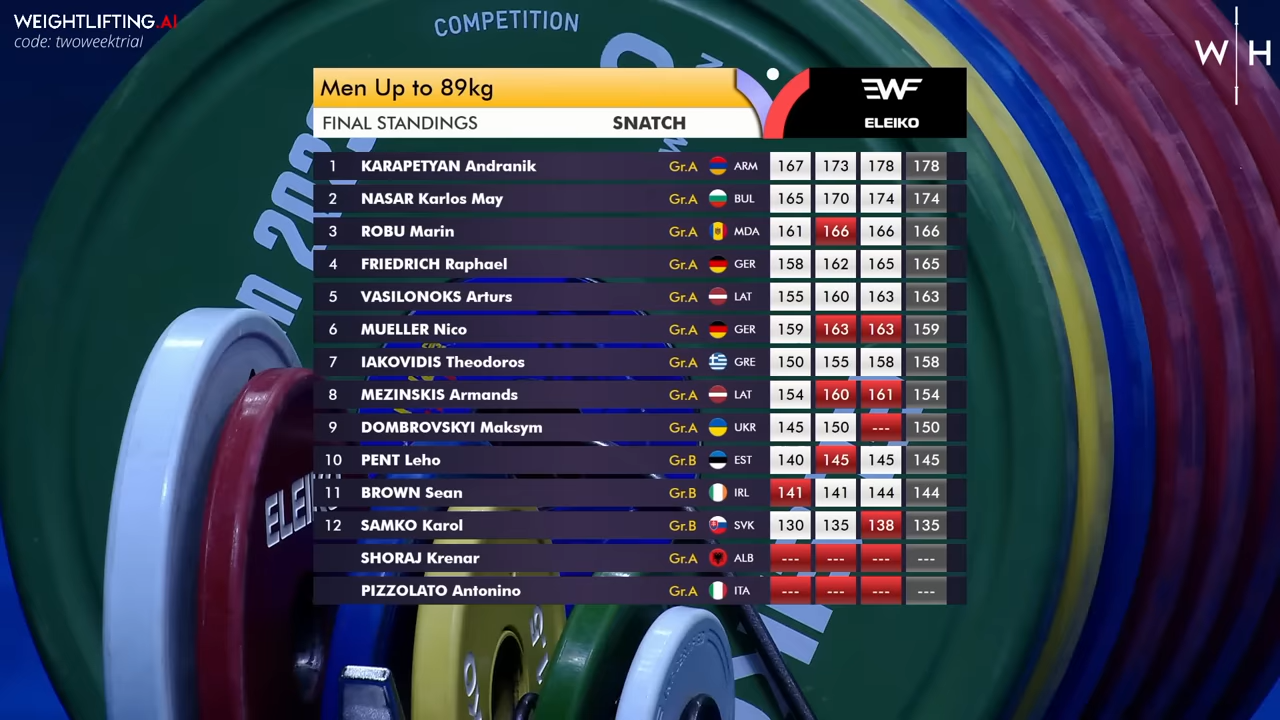 WEIGHTLIFTING.AI
code: twoweektrial
COMPETITION
W H
Men Up to 89kg
EWF
FINAL STANDINGS SNATCH
ELEIKO
1 KARAPETYAN Andranik Gr.A ARM 167 173 178 178
2 NASAR Karlos May Gr.A BUL 165 170 174 174
3 ROBU Marin Gr.A MDA 161 166 166 166
4 FRIEDRICH Raphael Gr.A GER 158 162 165 165
5 VASILONOKS Arturs Gr.A LAT 155 160 163 163
6 MUELLER Nico Gr.A GER 159 163 163 159
7 IAKOVIDIS Theodoros Gr.A GRE 150 155 158 158
8 MEZINSKIS Armands Gr.A LAT 154 160 161 154
9 DOMBROVSKYI Maksym Gr.A UKR 145 150 --- 150
10 PENT Leho Gr.B EST 140 145 145 145
11 BROWN Sean Gr.B IRL 141 141 144 144
12 SAMKO Karol Gr.B SVK 130 135 138 135
SHORAJ Krenar Gr.A ALB --- --- --- ---
PIZZOLATO Antonino Gr.A ITA --- --- --- ---